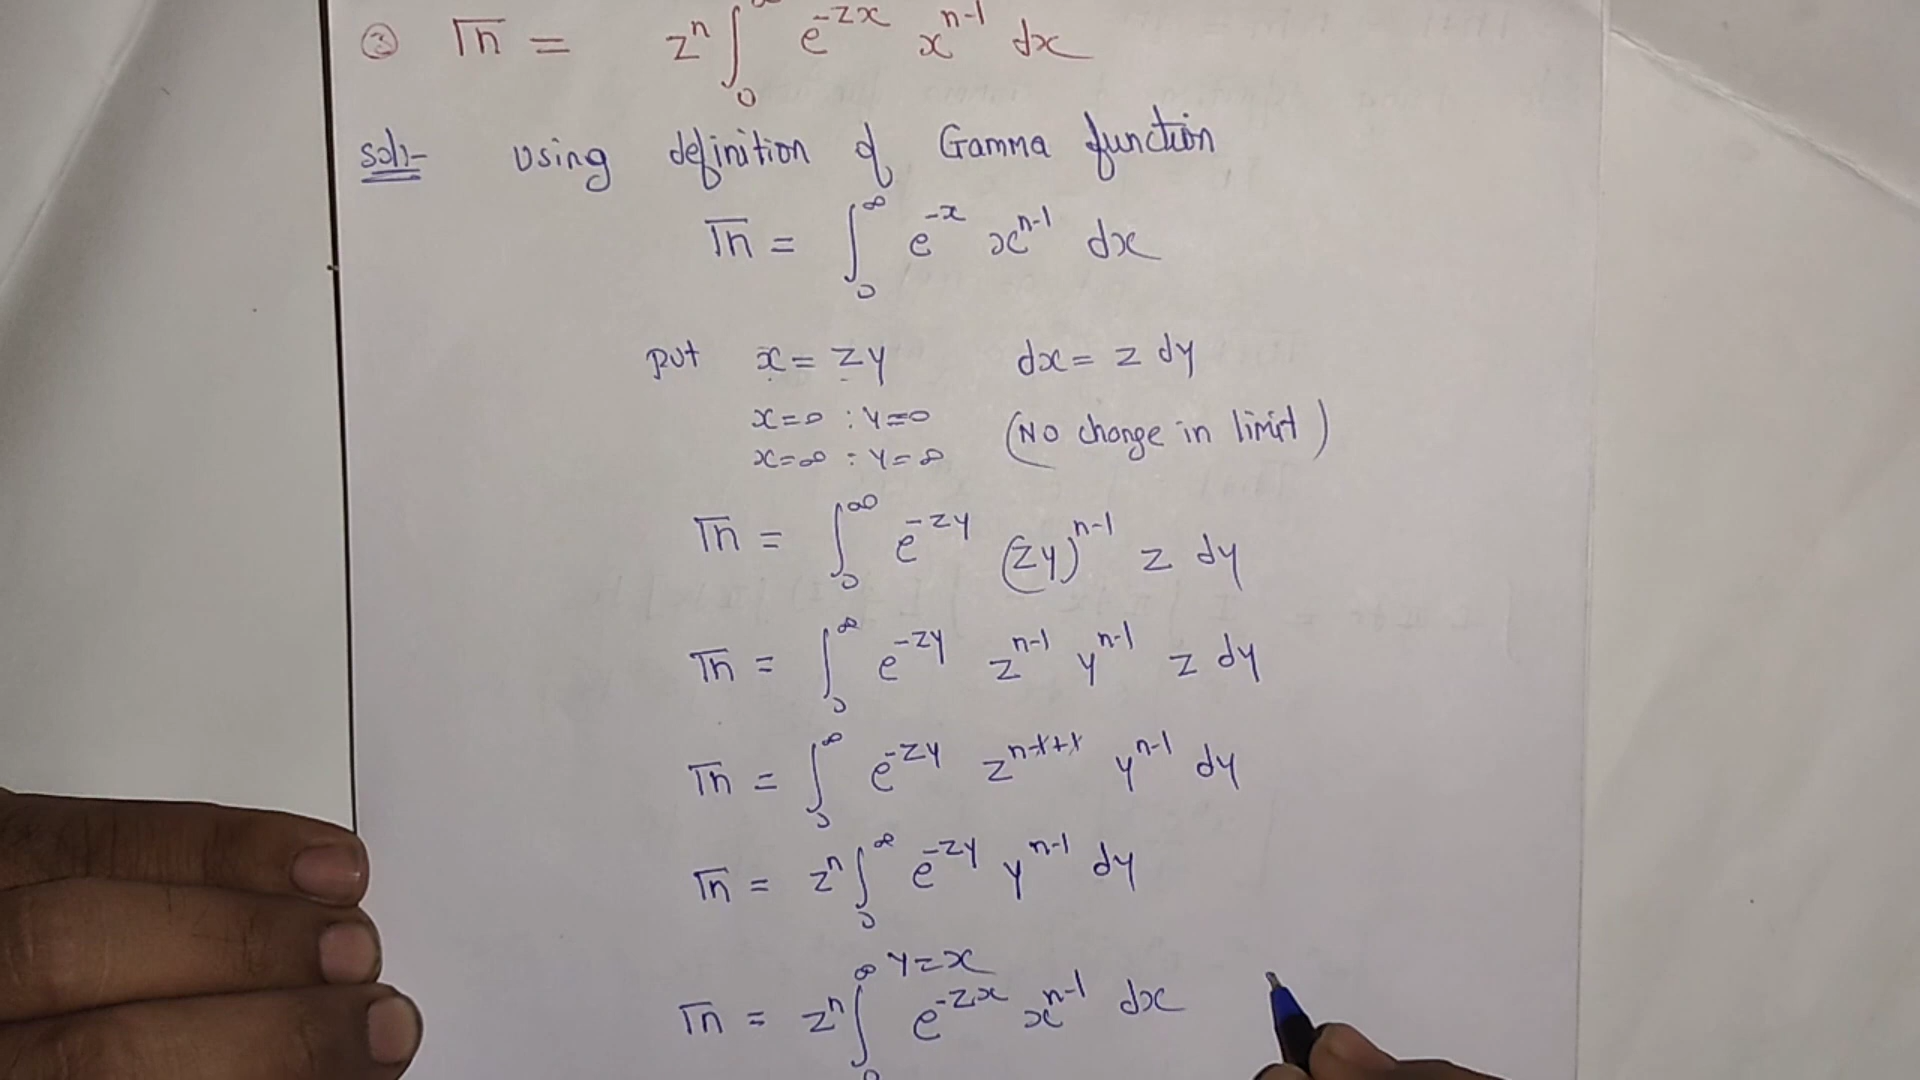 ③ Γn = zⁿ ∫₀^∞ e^{-zx} x^{n-1} dx
Soln- Using definition of Gamma function
Γn = ∫₀^∞ e^{-x} x^{n-1} dx
put x = zy dx = z dy
x=0 : y=0
x=∞ : y=∞ (No change in limit)
Γn = ∫₀^∞ e^{-zy} (zy)^{n-1} z dy
Γn = ∫₀^∞ e^{-zy} z^{n-1} y^{n-1} z dy
Γn = ∫₀^∞ e^{-zy} z^{n-1+1} y^{n-1} dy
Γn = zⁿ ∫₀^∞ e^{-zy} y^{n-1} dy
y=x
Γn = zⁿ ∫₀^∞ e^{-zx} x^{n-1} dx